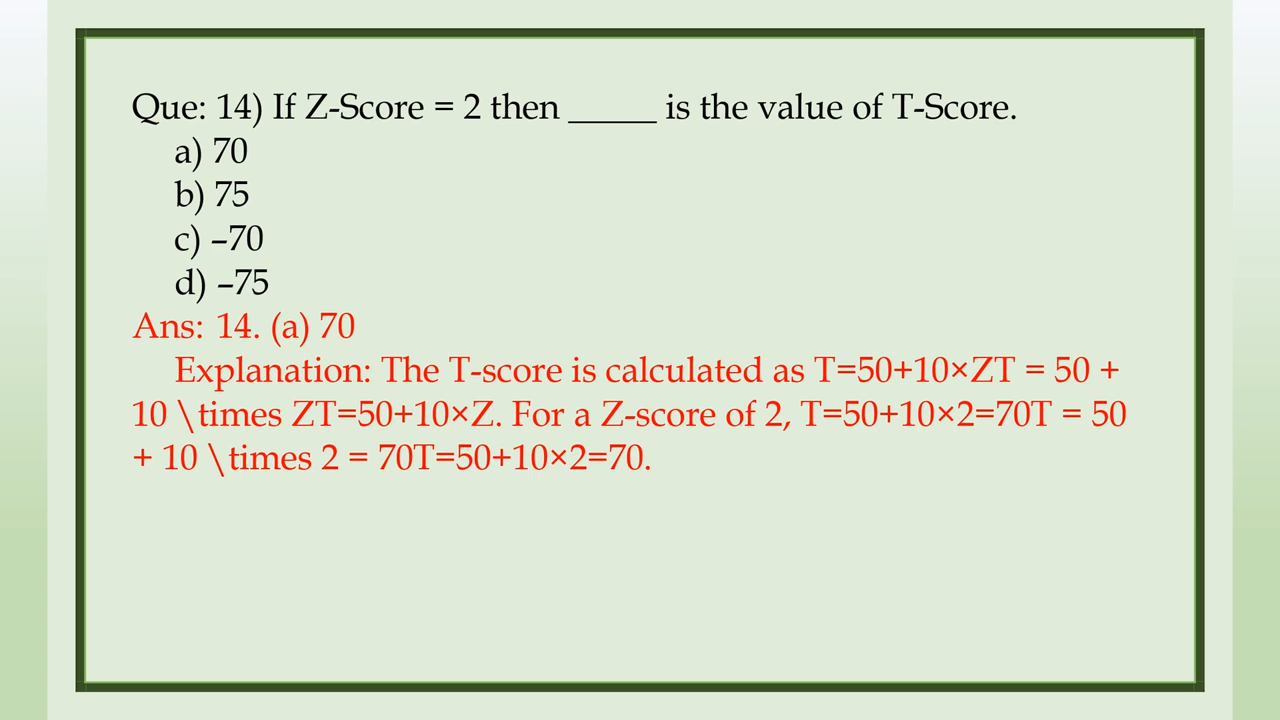 Que: 14) If Z-Score = 2 then _____ is the value of T-Score.
a) 70
b) 75
c) –70
d) –75
Ans: 14. (a) 70
Explanation: The T-score is calculated as T=50+10×ZT = 50 +
10 \times ZT=50+10×Z. For a Z-score of 2, T=50+10×2=70T = 50
+ 10 \times 2 = 70T=50+10×2=70.